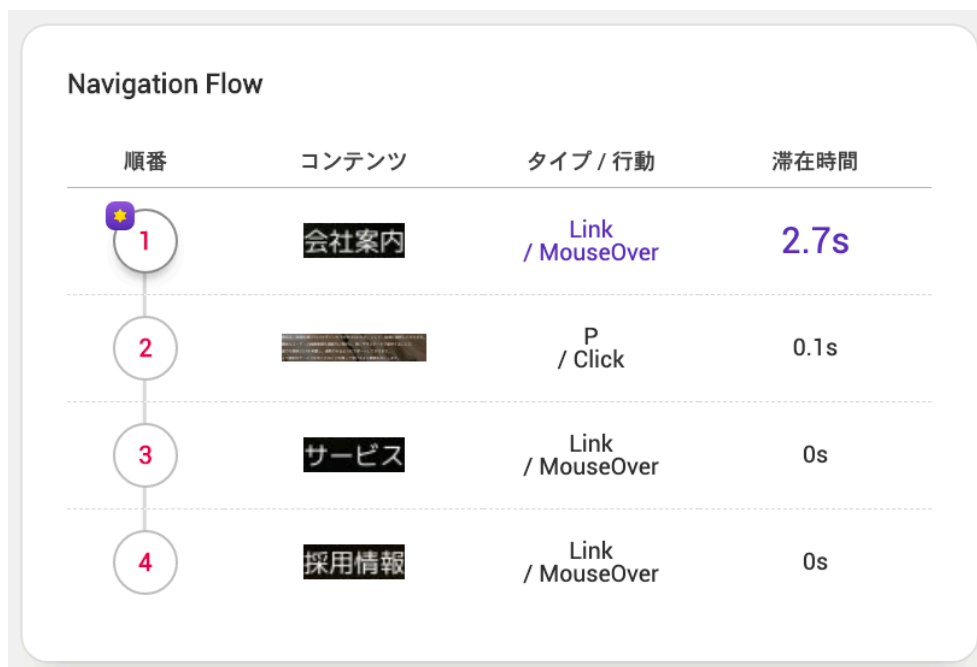 Navigation Flow
順番 コンテンツ タイプ / 行動 滞在時間
1 会社案内 Link / MouseOver 2.7s
2 P / Click 0.1s
3 サービス Link / MouseOver 0s
4 採用情報 Link / MouseOver 0s